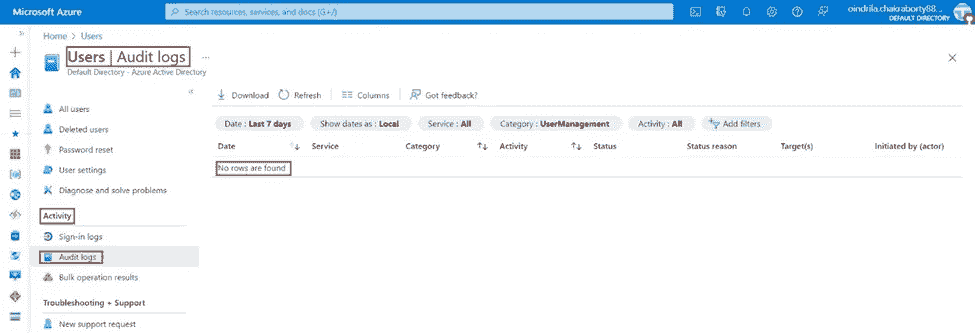 Microsoft Azure
Search resources, services, and docs (G+/)
oindrila.chakraborty88...
DEFAULT DIRECTORY
Home > Users
Users | Audit logs ...
Default Directory - Azure Active Directory
Download Refresh Columns Got feedback?
All users
Deleted users
Password reset
User settings
Diagnose and solve problems
Activity
Sign-in logs
Audit logs
Bulk operation results
Troubleshooting + Support
New support request
Date : Last 7 days Show dates as : Local Service : All Category : UserManagement Activity : All Add filters
Date Service Category Activity Status Status reason Target(s) Initiated by (actor)
No rows are found